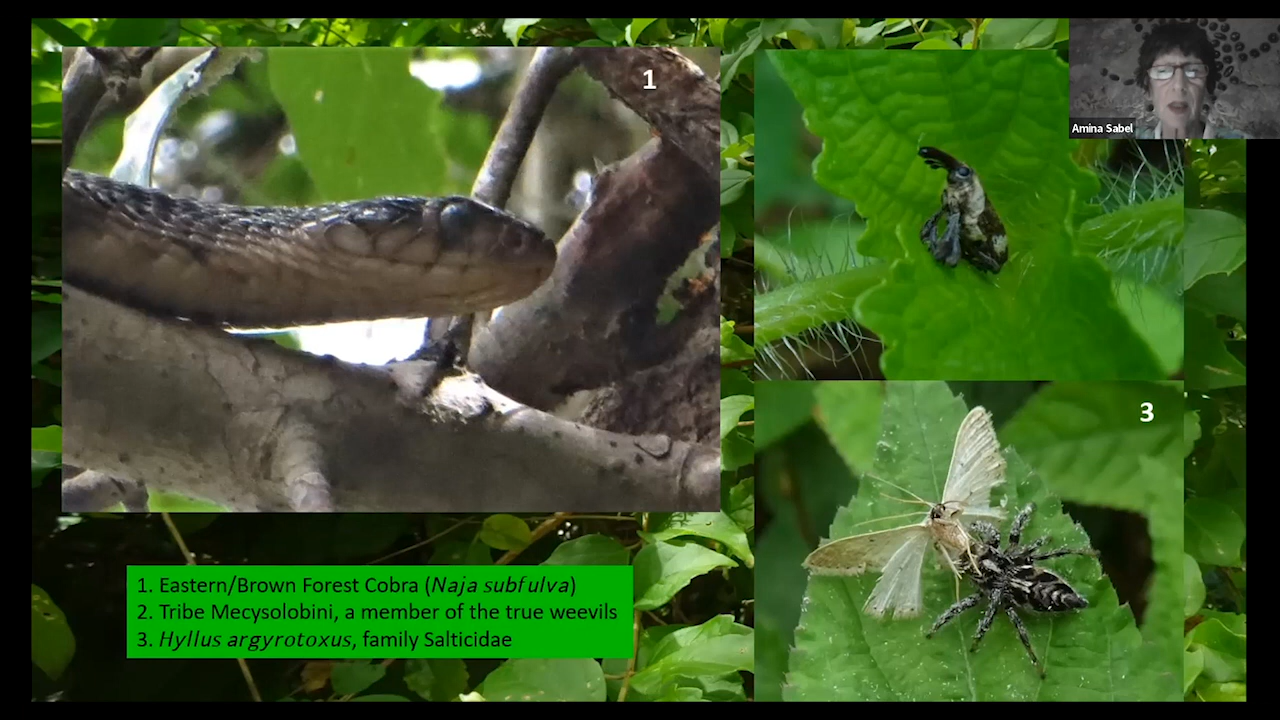 1
Amina Sabel
3
1. Eastern/Brown Forest Cobra (Naja subfulva)
2. Tribe Mecysolobini, a member of the true weevils
3. Hyllus argyrotoxus, family Salticidae